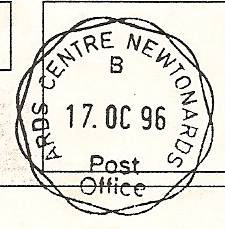 ARDS CENTRE NEWTONARDS
B
17. OC 96
Post
Office